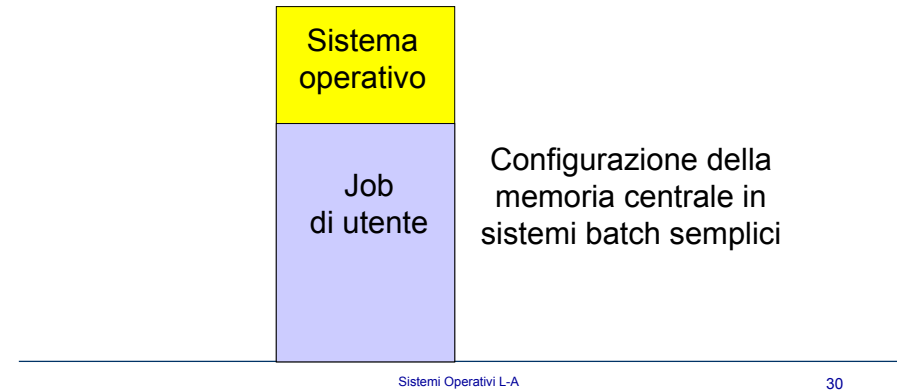 Sistema
operativo
Job
di utente
Configurazione della
memoria centrale in
sistemi batch semplici
Sistemi Operativi L-A
30